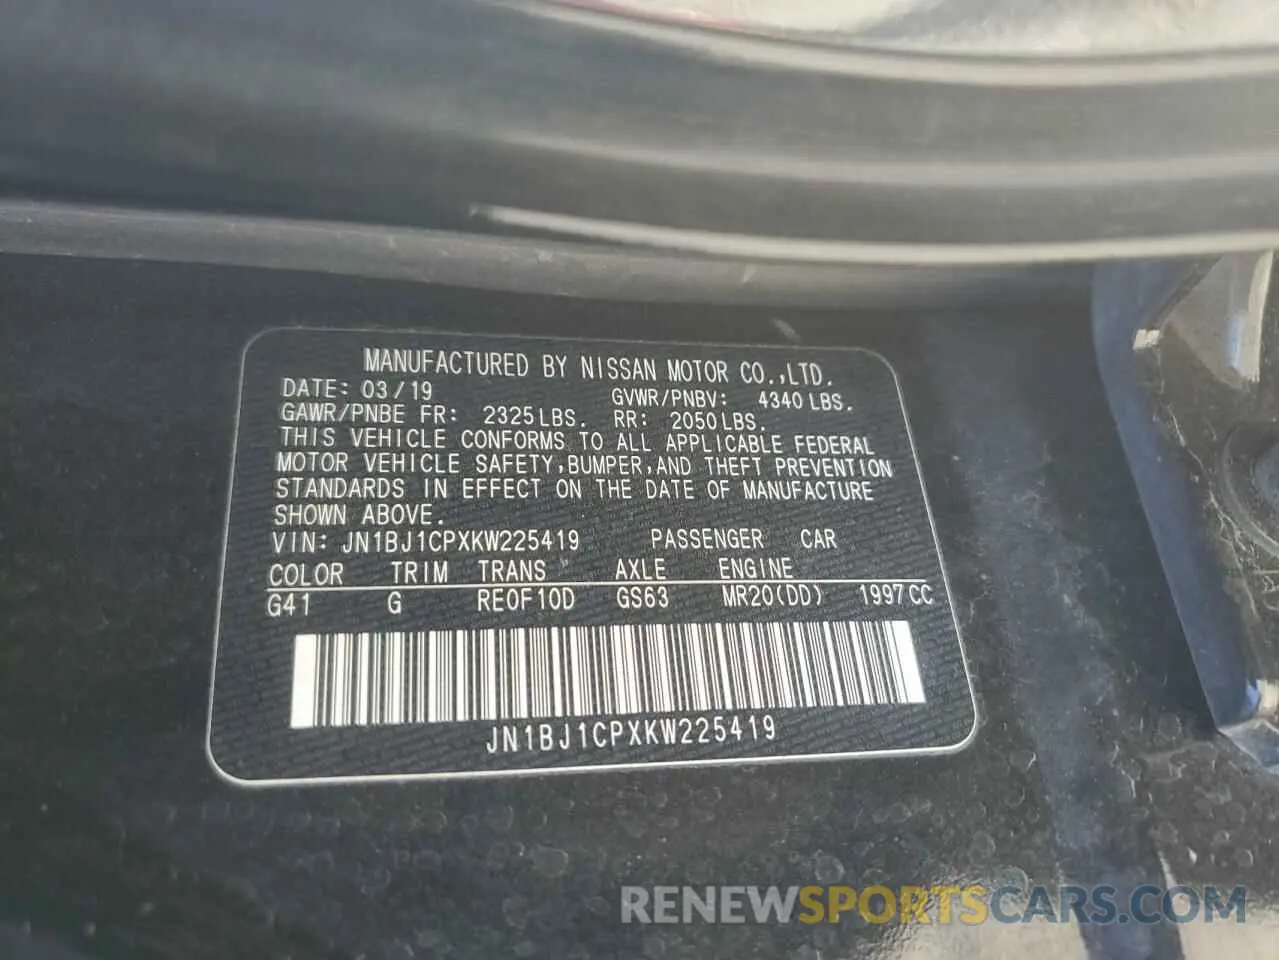 MANUFACTURED BY NISSAN MOTOR CO.,LTD.
DATE: 03/19 GVWR/PNBV: 4340 LBS.
GAWR/PNBE FR: 2325 LBS. RR: 2050 LBS.
THIS VEHICLE CONFORMS TO ALL APPLICABLE FEDERAL
MOTOR VEHICLE SAFETY,BUMPER,AND THEFT PREVENTION
STANDARDS IN EFFECT ON THE DATE OF MANUFACTURE
SHOWN ABOVE.
VIN: JN1BJ1CPXKW225419 PASSENGER CAR
COLOR TRIM TRANS AXLE ENGINE
G41 G RE0F10D GS63 MR20(DD) 1997CC
JN1BJ1CPXKW225419
RENEWSPORTSCARS.COM